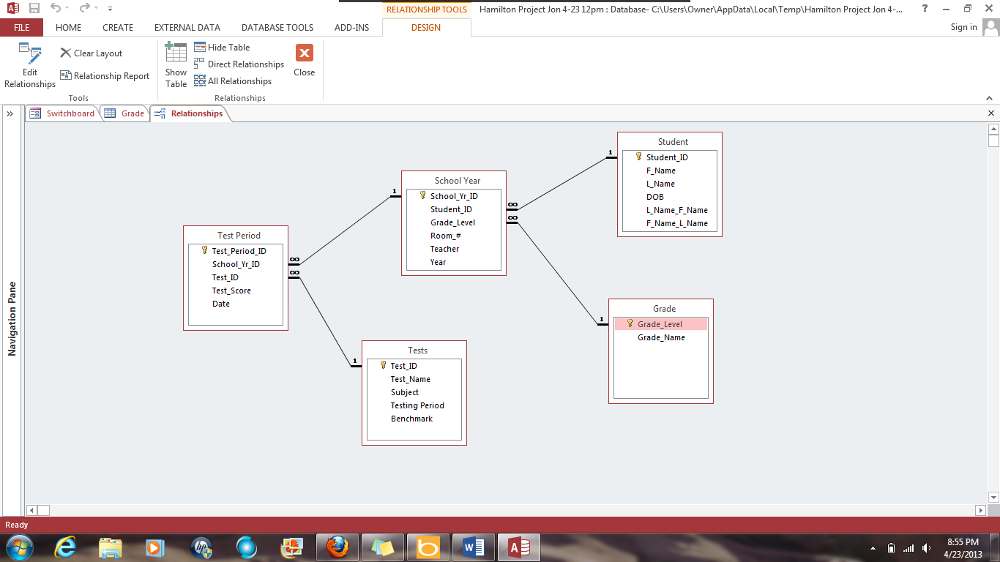 RELATIONSHIP TOOLS
Hamilton Project Jon 4-23 12pm : Database- C:\Users\Owner\AppData\Local\Temp\Hamilton Project Jon 4-...
?
FILE
HOME
CREATE
EXTERNAL DATA
DATABASE TOOLS
ADD-INS
DESIGN
Sign in
Edit
Relationships
Clear Layout
Relationship Report
Tools
Show
Table
Hide Table
Direct Relationships
All Relationships
Close
Relationships
Switchboard
Grade
Relationships
Navigation Pane
Student
Student_ID
F_Name
L_Name
DOB
L_Name_F_Name
F_Name_L_Name
1
School Year
School_Yr_ID
Student_ID
Grade_Level
Room_#
Teacher
Year
1
∞
∞
Test Period
Test_Period_ID
School_Yr_ID
Test_ID
Test_Score
Date
∞
∞
Grade
Grade_Level
Grade_Name
1
Tests
Test_ID
Test_Name
Subject
Testing Period
Benchmark
1
Ready
8:55 PM
4/23/2013